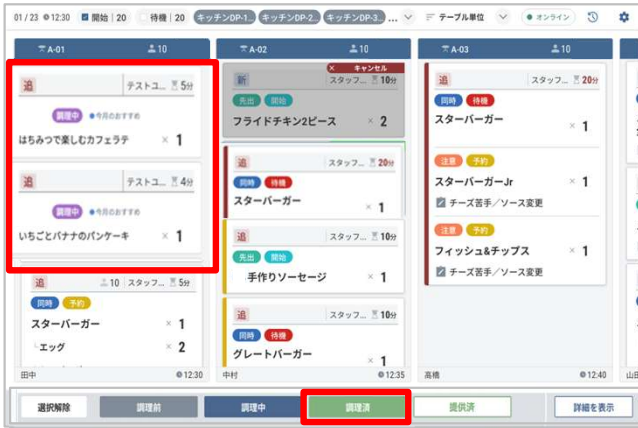 01 / 23 12:30 開始 | 20 待機 | 20 キッチンDP-1... キッチンDP-2... キッチンDP-3... ... テーブル単位 オンライン
A-01 10
追 テストユ... 5分
調理中 今月のおすすめ
はちみつで楽しむカフェラテ × 1
追 テストユ... 4分
調理中 今月のおすすめ
いちごとバナナのパンケーキ × 1
追 10 スタッフ... 5分
同時 予約
スターバーガー × 1
エッグ × 2
田中 12:30
A-02 10
× キャンセル
新 スタッフ... 10分
先出 開始
フライドチキン2ピース × 2
追 スタッフ... 20分
同時 待機
スターバーガー × 1
追 スタッフ... 10分
先出 開始
手作りソーセージ × 1
追 スタッフ... 10分
同時 待機
グレートバーガー × 1
中村 12:35
A-03 10
追 スタッフ... 20分
同時 待機
スターバーガー × 1
注意 予約
スターバーガーJr × 1
チーズ苦手／ソース変更
注意 予約
フィッシュ&チップス × 1
チーズ苦手／ソース変更
高橋 12:40
山田
選択解除 調理前 調理中 調理済 提供済 詳細を表示